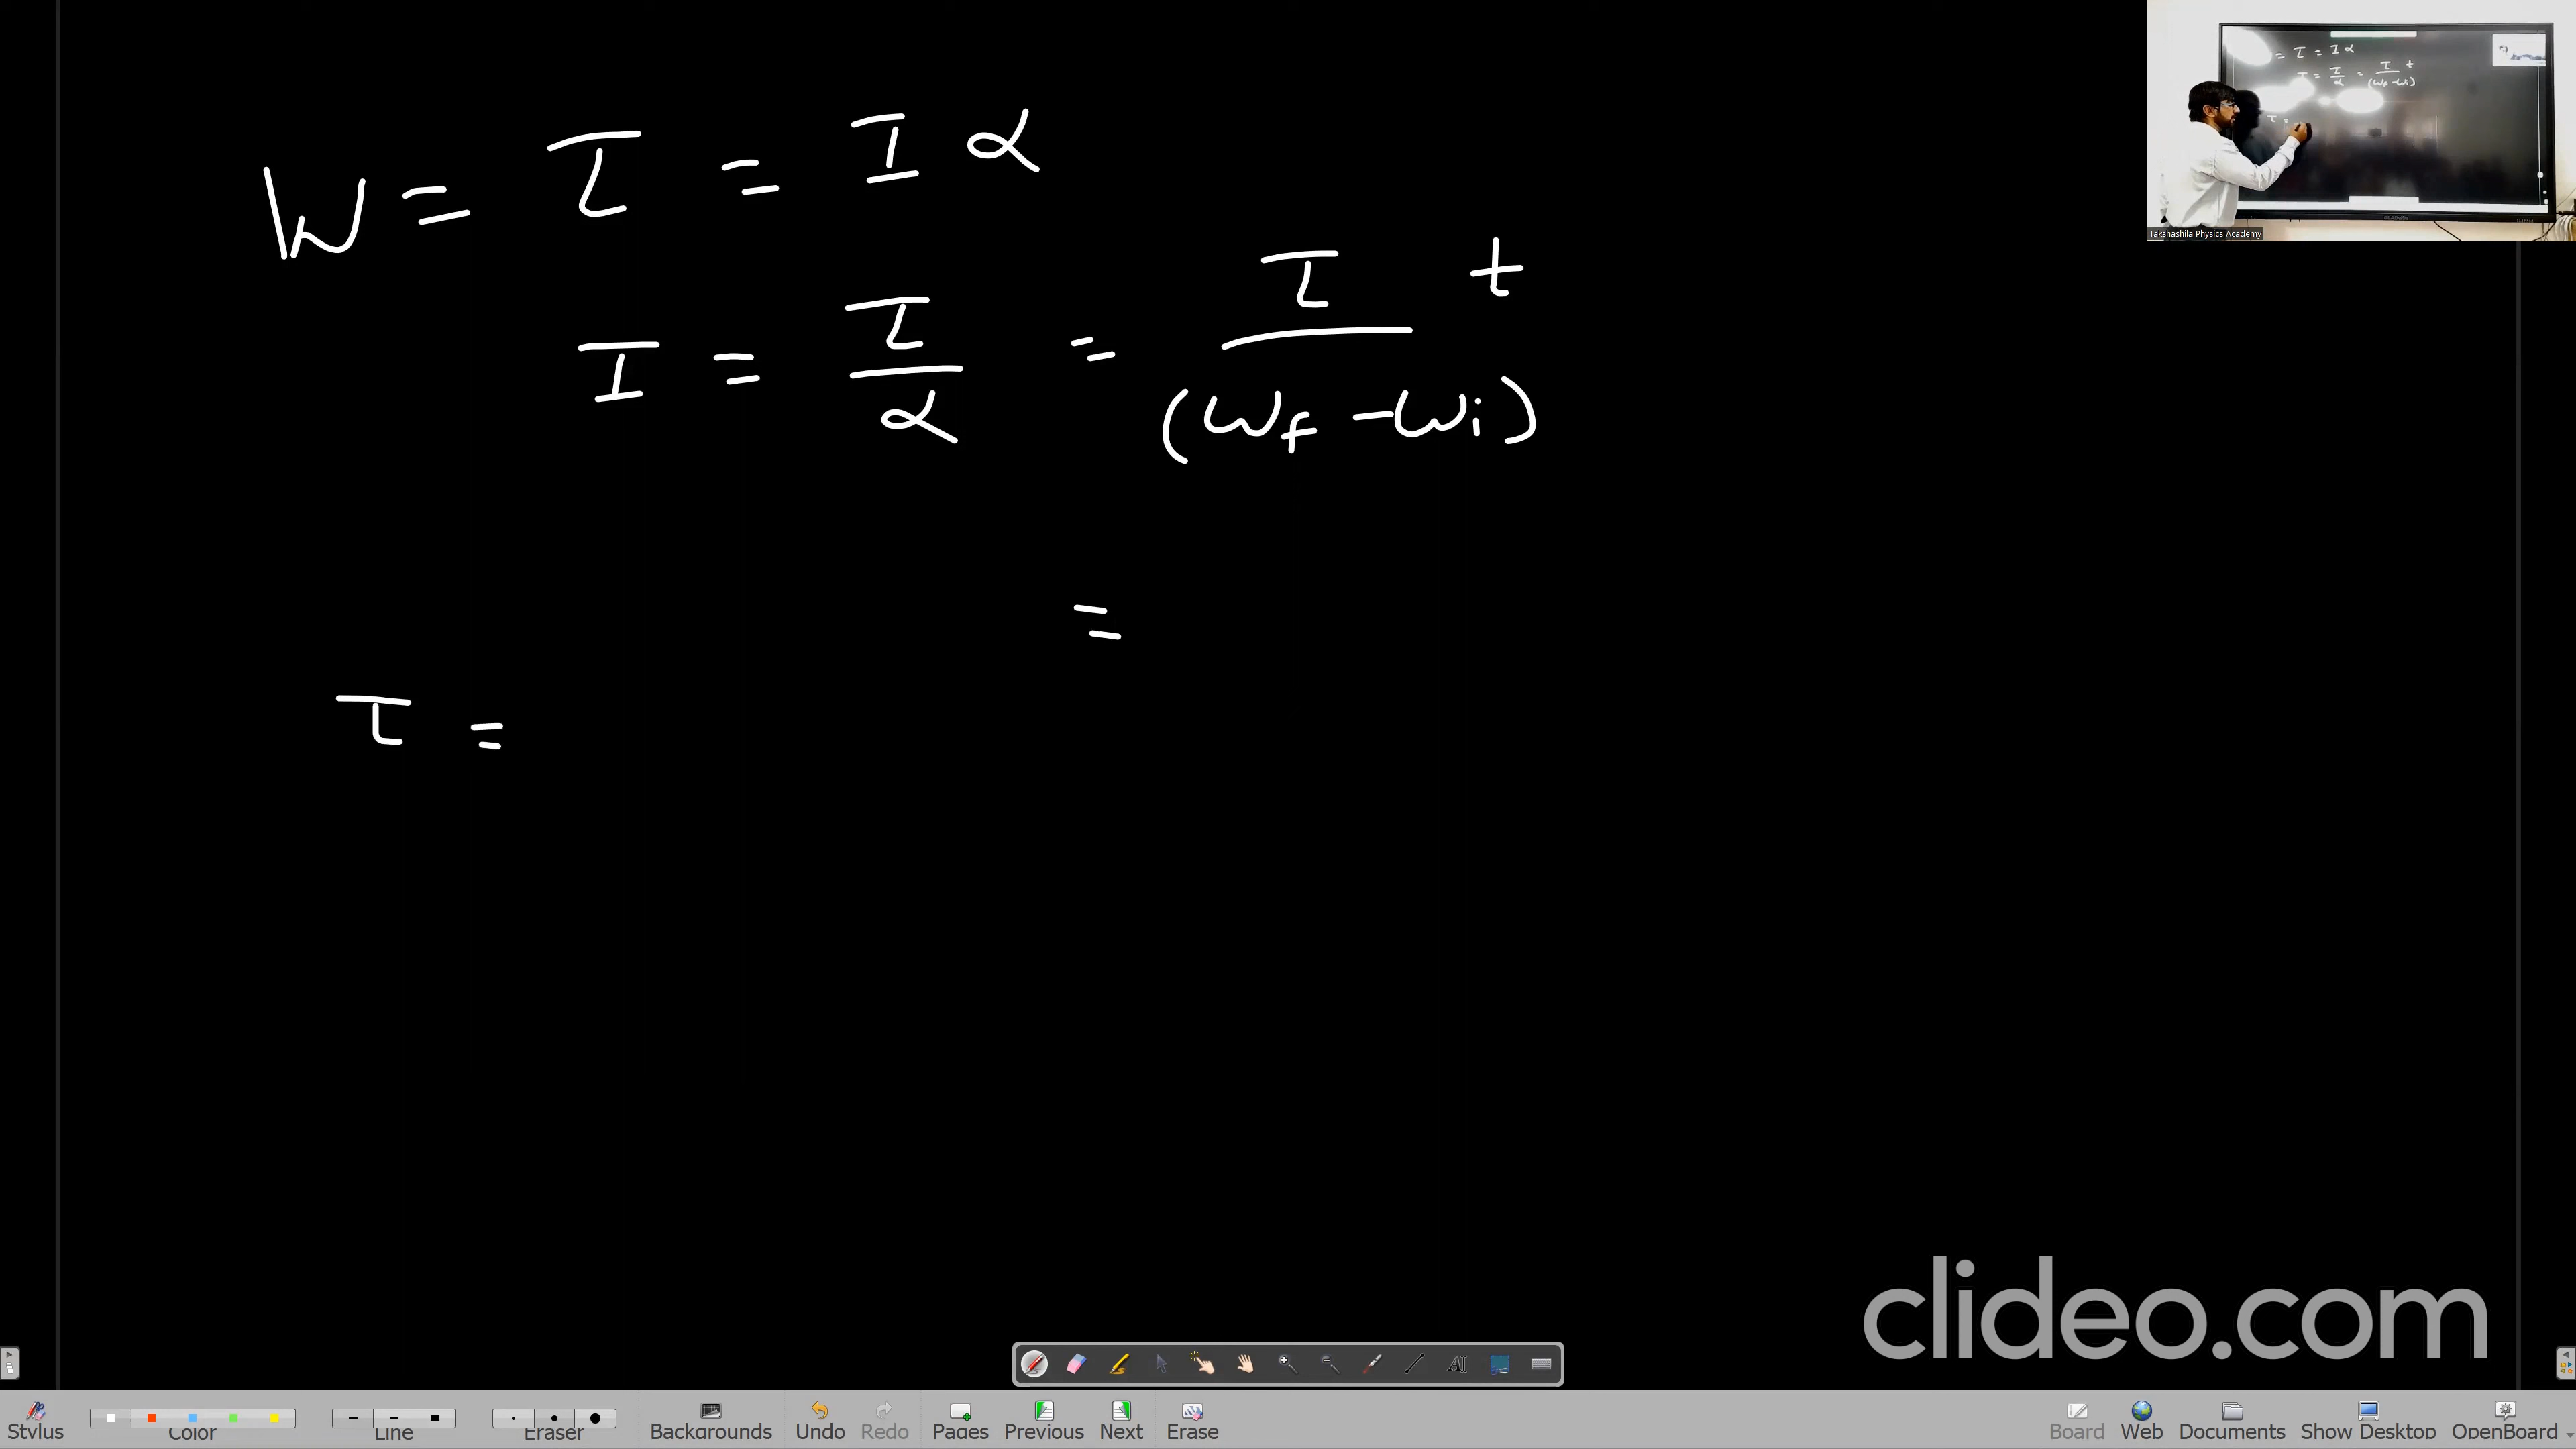 W = τ = I α
I = τ/α = τ t/(ωf - ωi)
=
τ =
Takshashila Physics Academy
clideo.com
Stylus Color Line Eraser Backgrounds Undo Redo Pages Previous Next Erase Board Web Documents Show Desktop OpenBoard